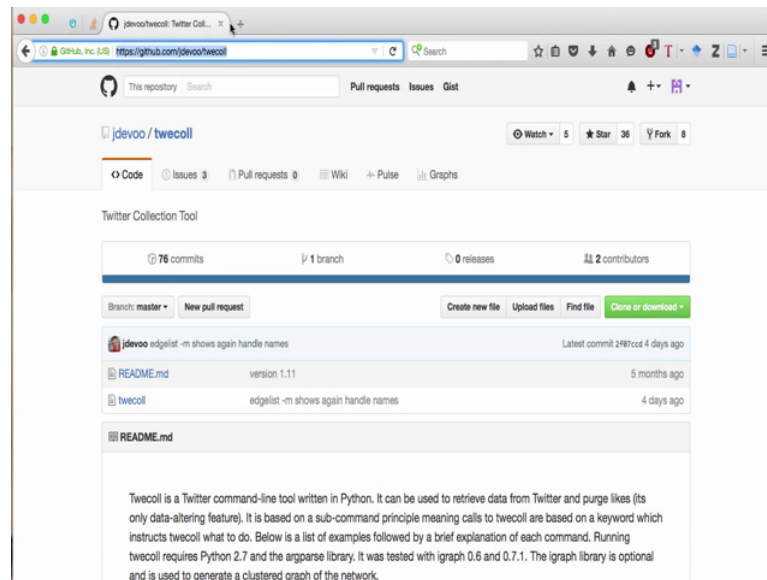 jdevoo/twecoll: Twitter Coll...
GitHub, Inc. (US) https://github.com/jdevoo/twecoll Search
This repository Search Pull requests Issues Gist
jdevoo / twecoll Watch 5 Star 36 Fork 8
Code Issues 3 Pull requests 0 Wiki Pulse Graphs
Twitter Collection Tool
76 commits 1 branch 0 releases 2 contributors
Branch: master New pull request Create new file Upload files Find file Clone or download
jdevoo edgelist -m shows again handle names Latest commit 2f07ccd 4 days ago
README.md version 1.11 5 months ago
twecoll edgelist -m shows again handle names 4 days ago
README.md
Twecoll is a Twitter command-line tool written in Python. It can be used to retrieve data from Twitter and purge likes (its
only data-altering feature). It is based on a sub-command principle meaning calls to twecoll are based on a keyword which
instructs twecoll what to do. Below is a list of examples followed by a brief explanation of each command. Running
twecoll requires Python 2.7 and the argparse library. It was tested with igraph 0.6 and 0.7.1. The igraph library is optional
and is used to generate a clustered graph of the network.